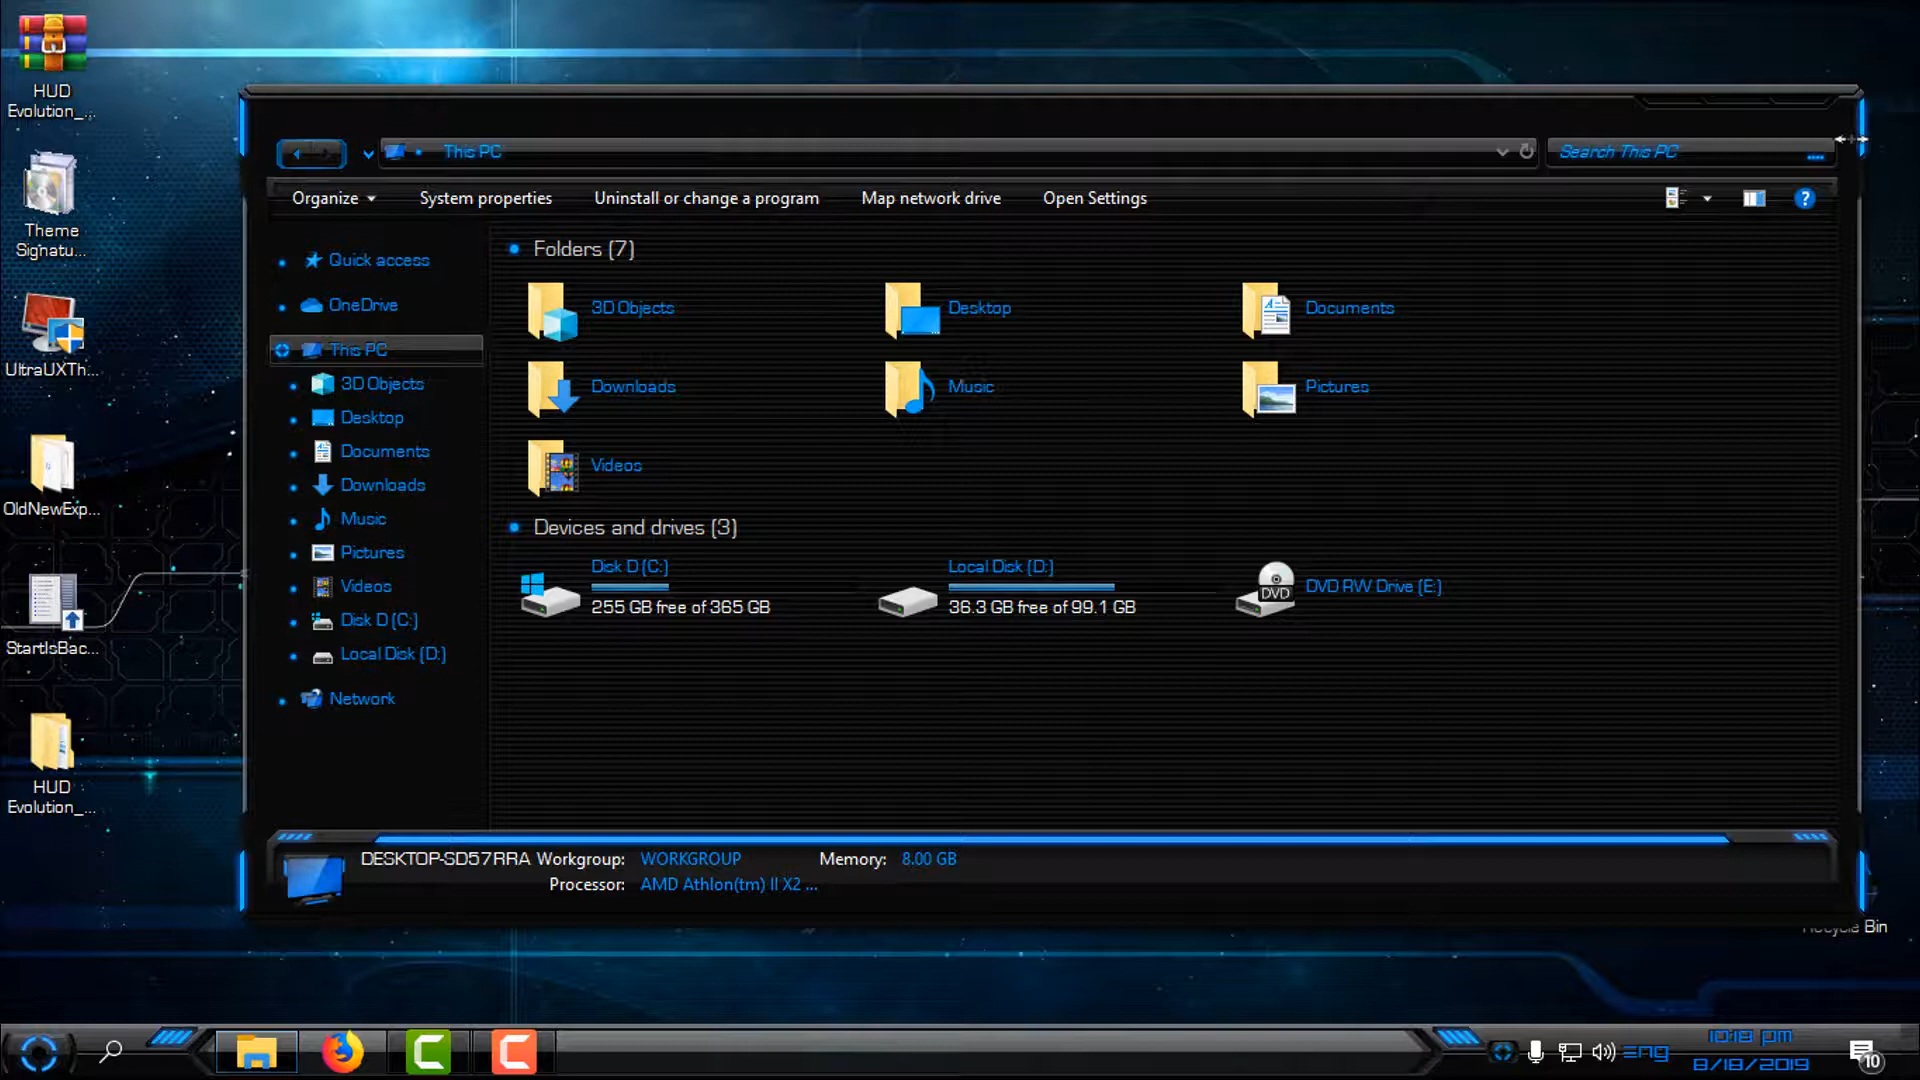 HUD
Evolution_...
Theme
Signatu...
UltraUXTh...
OldNewExp...
StartIsBac...
HUD
Evolution_...
This PC
Search This PC
Organize
System properties
Uninstall or change a program
Map network drive
Open Settings
Quick access
OneDrive
This PC
3D Objects
Desktop
Documents
Downloads
Music
Pictures
Videos
Disk D (C:)
Local Disk (D:)
Network
Folders (7)
3D Objects
Desktop
Documents
Downloads
Music
Pictures
Videos
Devices and drives (3)
Disk D (C:)
255 GB free of 365 GB
Local Disk (D:)
36.3 GB free of 99.1 GB
DVD
DVD RW Drive (E:)
DESKTOP-SD57RRA Workgroup: WORKGROUP Memory: 8.00 GB
Processor: AMD Athlon(tm) II X2 ...
Recycle Bin
eng
10:18 pm
8/18/2019
10